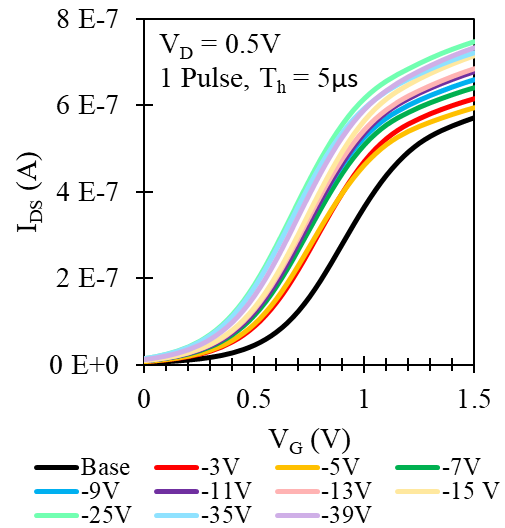 8 E-7
V_D = 0.5V
1 Pulse, T_h = 5μs
6 E-7
4 E-7
2 E-7
0 E+0
I_DS (A)
0 0.5 1 1.5
V_G (V)
Base -3V -5V -7V
-9V -11V -13V -15 V
-25V -35V -39V